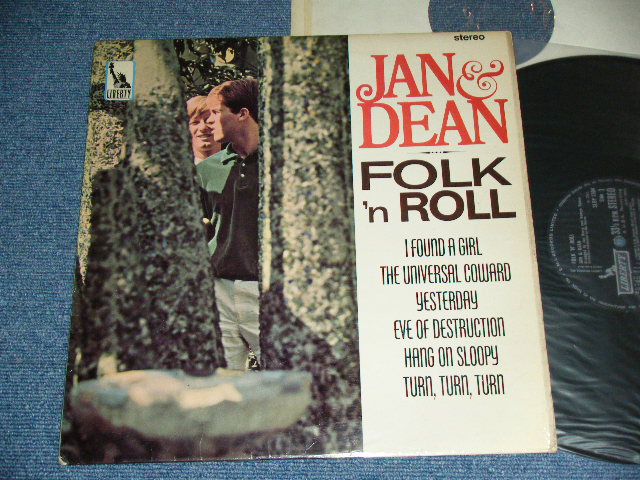 stereo
LIBERTY
JAN &
DEAN
FOLK
'n ROLL
I FOUND A GIRL
THE UNIVERSAL COWARD
YESTERDAY
EVE OF DESTRUCTION
HANG ON SLOOPY
TURN, TURN, TURN